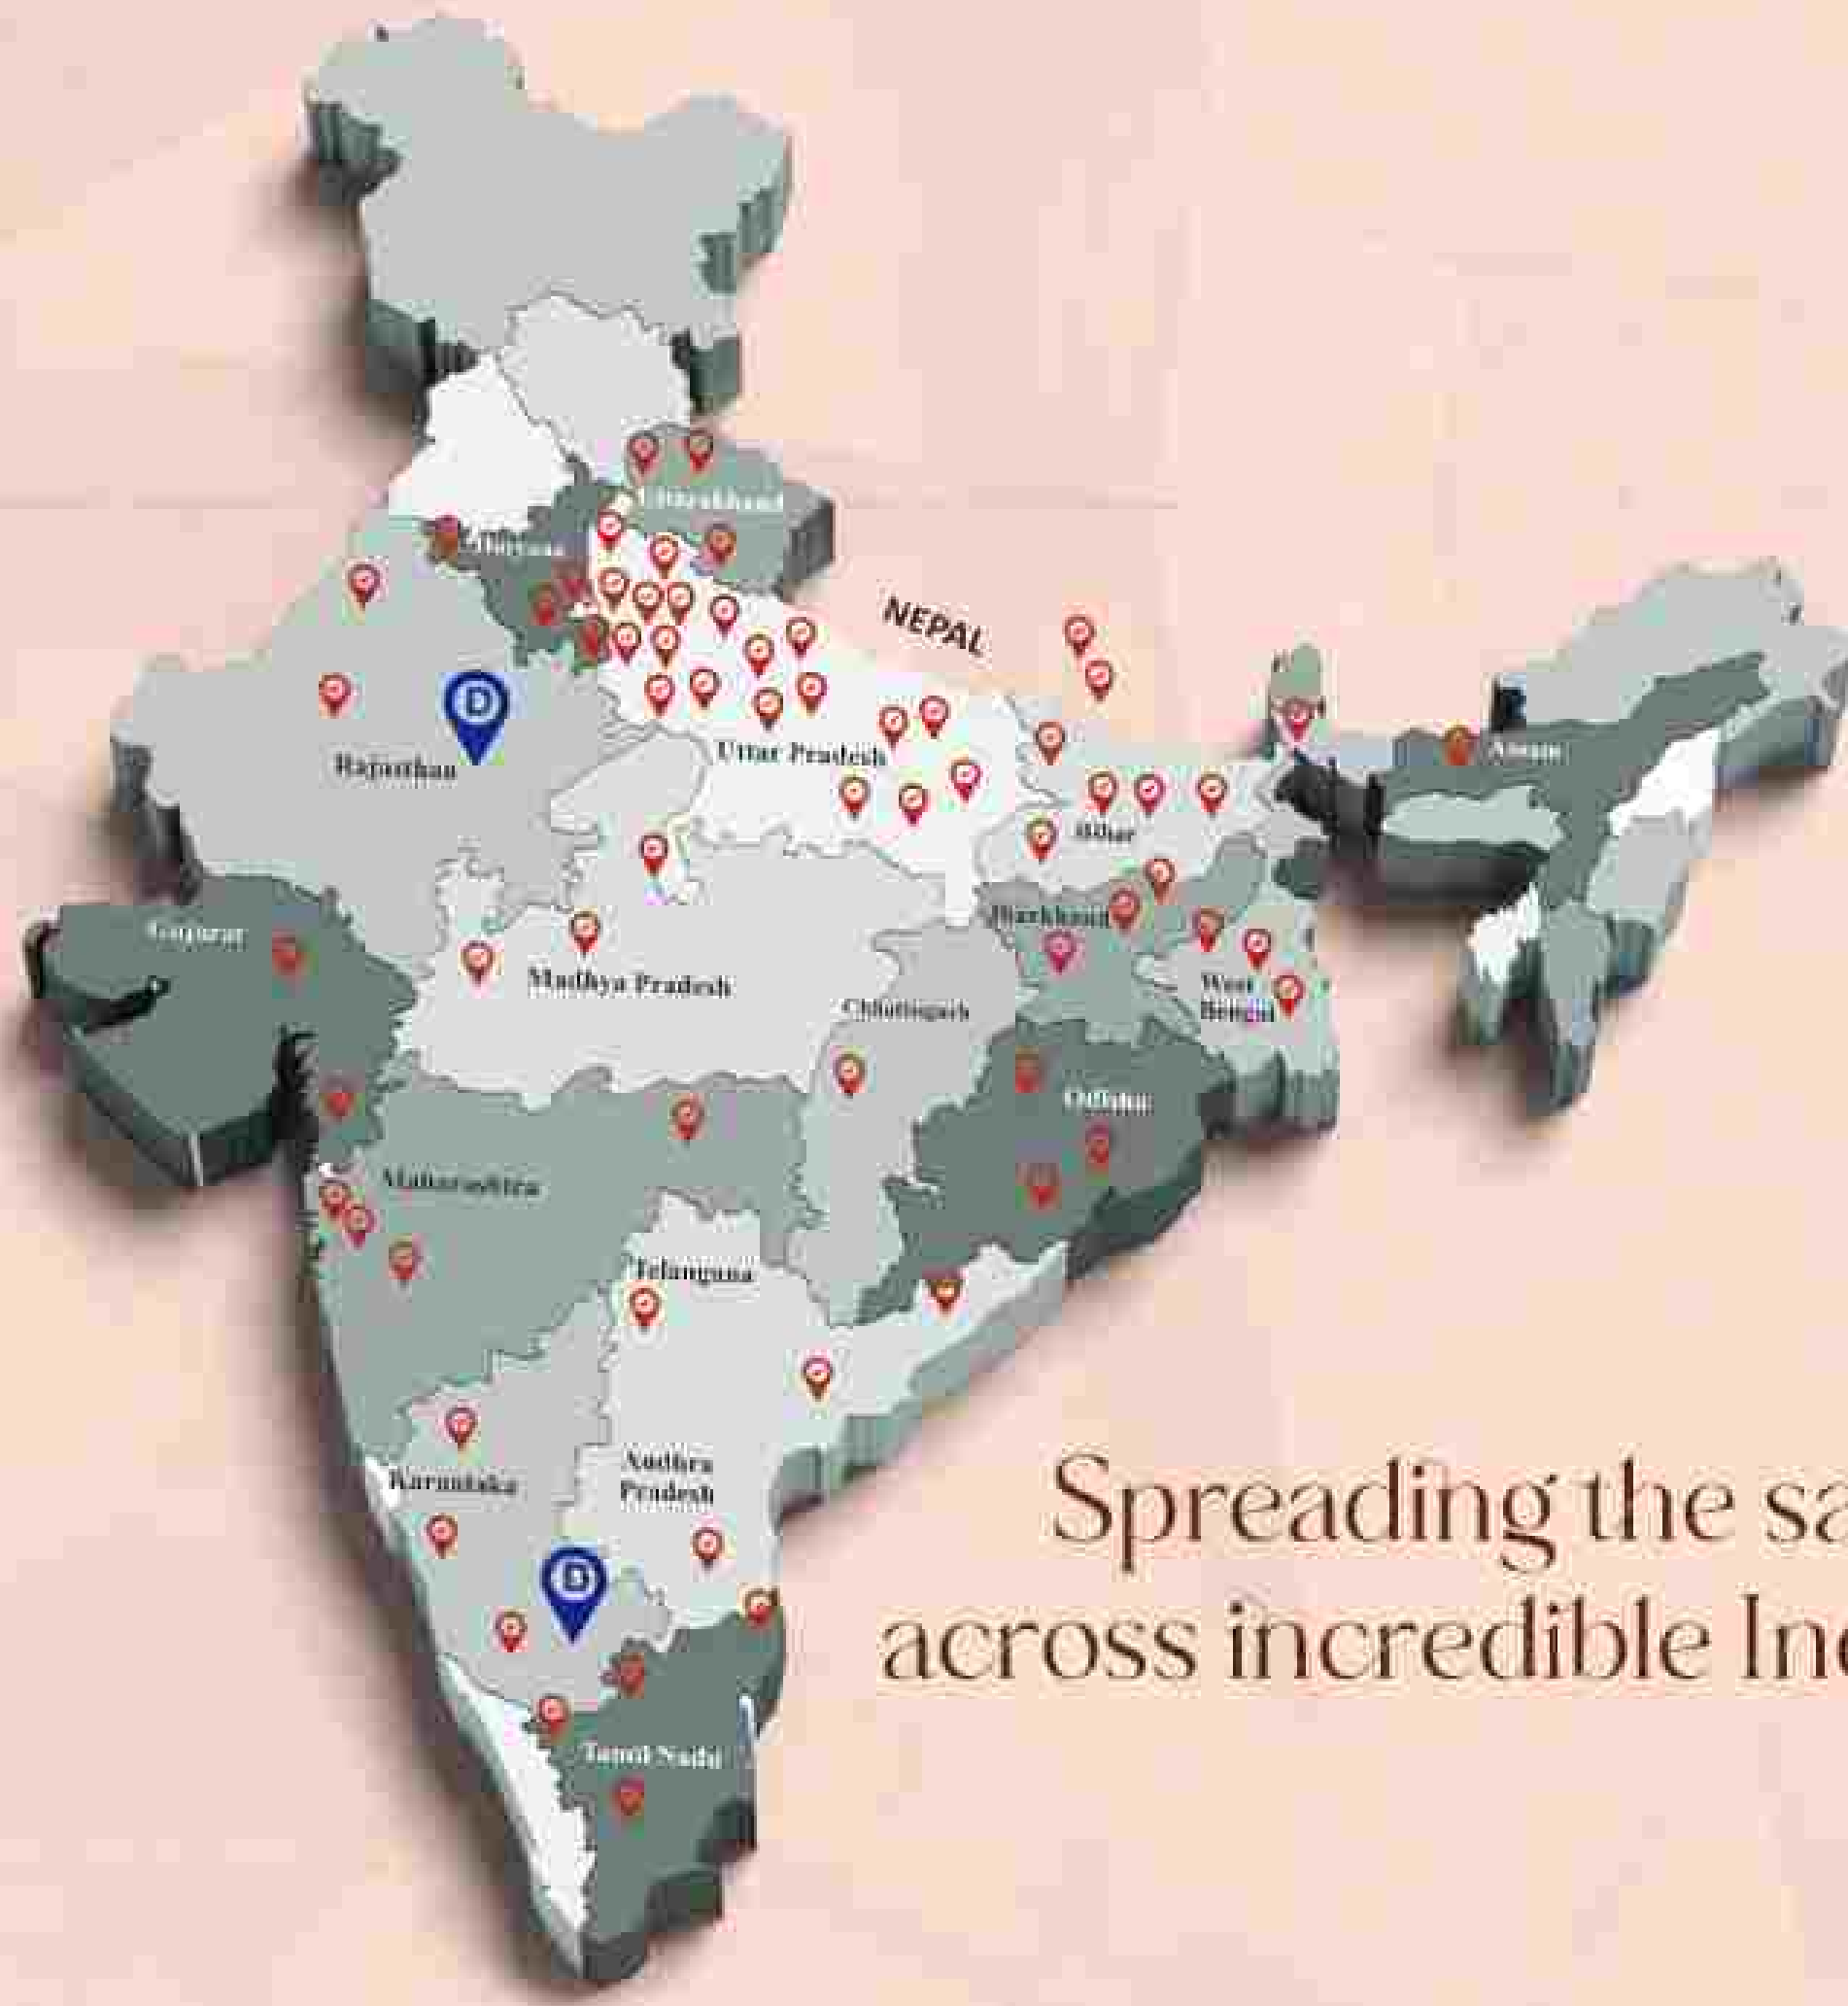 Uttarakhand
Haryana
NEPAL
D
Rajasthan
Uttar Pradesh
Assam
Bihar
Gujarat
Jharkhand
Madhya Pradesh
West
Bengal
Chhattisgarh
Odisha
Maharashtra
Telangana
Karnataka
Andhra
Pradesh
Spreading the sa
across incredible Ind
Tamil Nadu